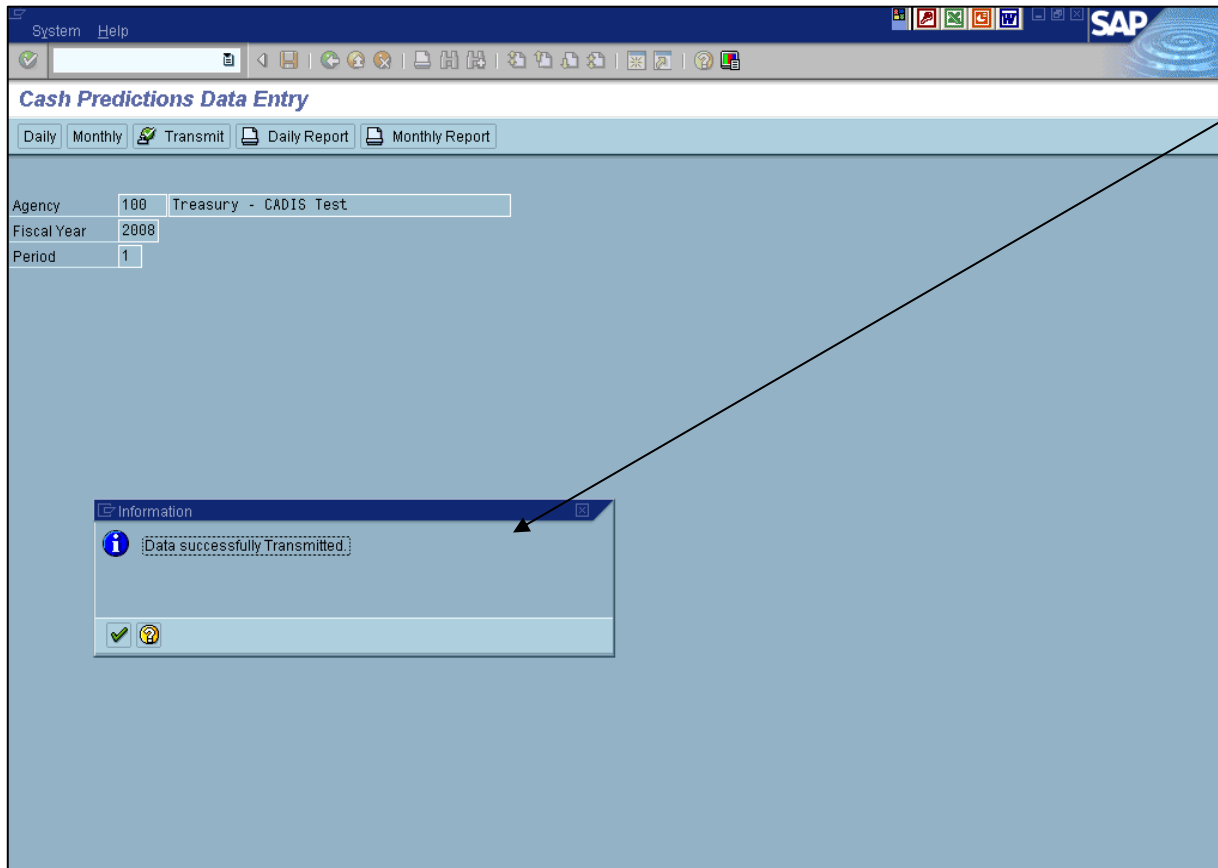 System Help
SAP
Cash Predictions Data Entry
Daily Monthly Transmit Daily Report Monthly Report
Agency 100 Treasury - CADIS Test
Fiscal Year 2008
Period 1
Information
Data successfully Transmitted.